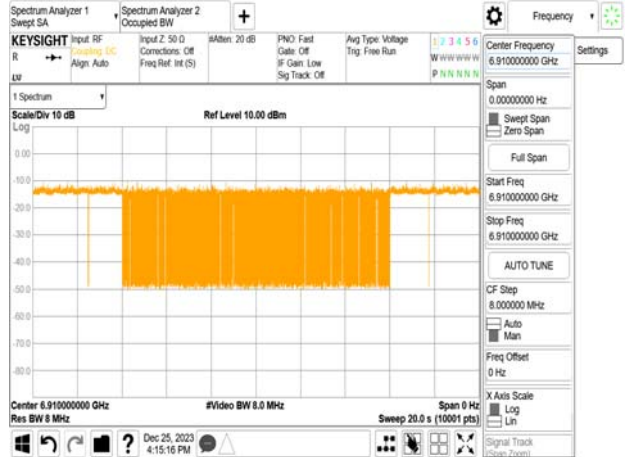 Spectrum Analyzer 1
Swept SA
Spectrum Analyzer 2
Occupied BW
+
Frequency
Settings
KEYSIGHT
R
Input: RF
Coupling: DC
Align: Auto
Input Z: 50 Ω
Corrections: Off
Freq Ref: Int (S)
#Atten: 20 dB
PNO: Fast
Gate: Off
IF Gain: Low
Sig Track: Off
Avg Type: Voltage
Trig: Free Run
1 2 3 4 5 6
W W W W W W
P N N N N N
1 Spectrum
Scale/Div 10 dB
Ref Level 10.00 dBm
Log
0.00
-10.0
-20.0
-30.0
-40.0
-50.0
-60.0
-70.0
-80.0
Center 6.910000000 GHz
#Video BW 8.0 MHz
Span 0 Hz
Res BW 8 MHz
Sweep 20.0 s (10001 pts)
?
Dec 25, 2023
4:15:16 PM
Center Frequency
6.910000000 GHz
Span
0.00000000 Hz
Swept Span
Zero Span
Full Span
Start Freq
6.910000000 GHz
Stop Freq
6.910000000 GHz
AUTO TUNE
CF Step
8.000000 MHz
Auto
Man
Freq Offset
0 Hz
X Axis Scale
Log
Lin
Signal Track
(Span Zoom)